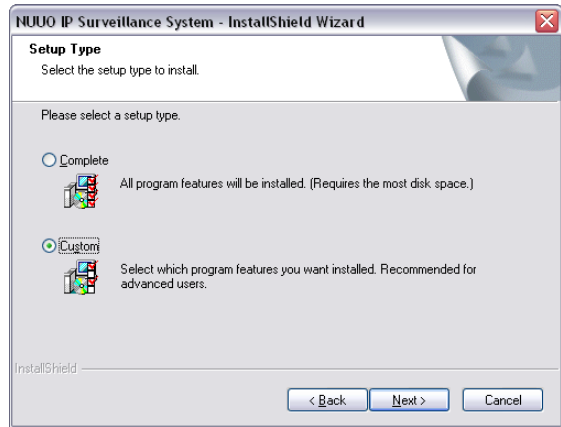 NUUO IP Surveillance System - InstallShield Wizard
Setup Type
Select the setup type to install.
Please select a setup type.
Complete
All program features will be installed. (Requires the most disk space.)
Custom
Select which program features you want installed. Recommended for
advanced users.
InstallShield
< Back
Next >
Cancel